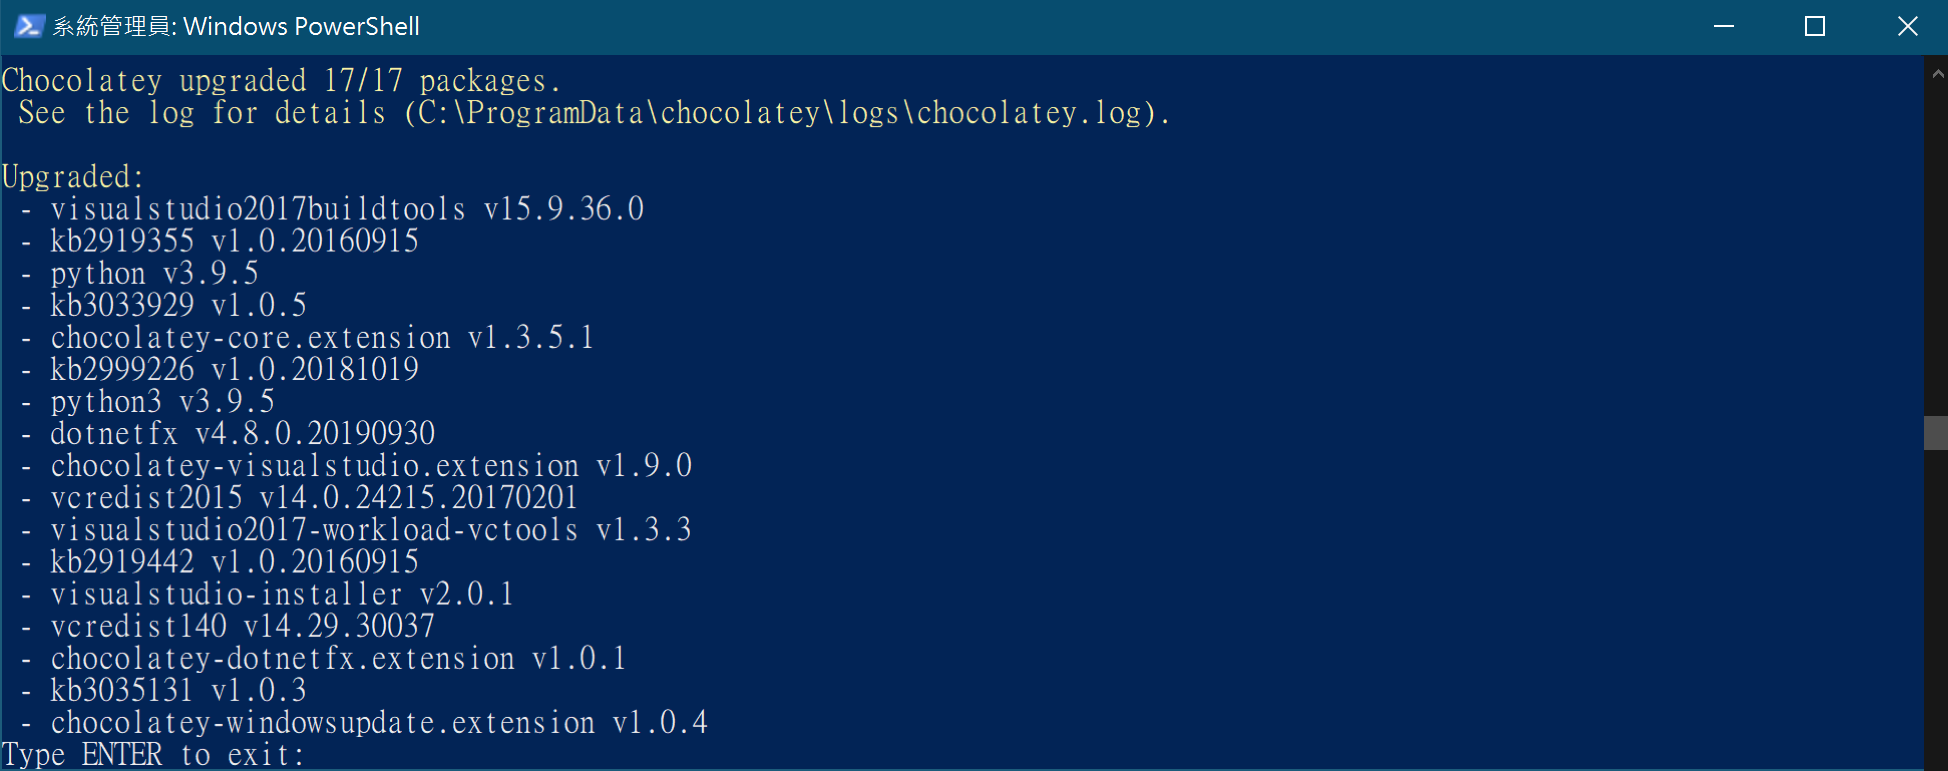 系統管理員: Windows PowerShell
Chocolatey upgraded 17/17 packages.
See the log for details (C:\ProgramData\chocolatey\logs\chocolatey.log).
Upgraded:
- visualstudio2017buildtools v15.9.36.0
- kb2919355 v1.0.20160915
- python v3.9.5
- kb3033929 v1.0.5
- chocolatey-core.extension v1.3.5.1
- kb2999226 v1.0.20181019
- python3 v3.9.5
- dotnetfx v4.8.0.20190930
- chocolatey-visualstudio.extension v1.9.0
- vcredist2015 v14.0.24215.20170201
- visualstudio2017-workload-vctools v1.3.3
- kb2919442 v1.0.20160915
- visualstudio-installer v2.0.1
- vcredist140 v14.29.30037
- chocolatey-dotnetfx.extension v1.0.1
- kb3035131 v1.0.3
- chocolatey-windowsupdate.extension v1.0.4
Type ENTER to exit: